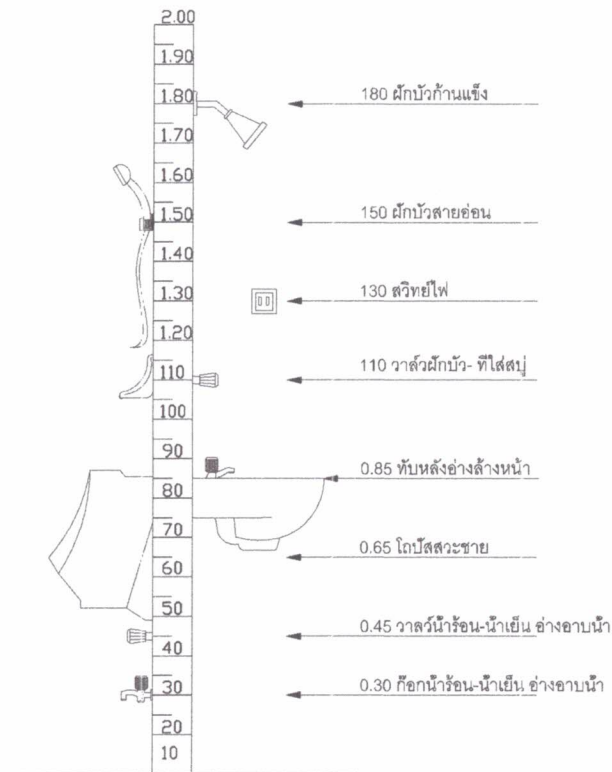 2.00
1.90
1.80
180 ฝักบัวก้านแข็ง
1.70
1.60
1.50
150 ฝักบัวสายอ่อน
1.40
1.30
130 สวิทย์ไฟ
1.20
110
110 วาล์วฝักบัว- ที่ใส่สบู่
100
90
0.85 ทับหลังอ่างล้างหน้า
80
70
0.65 โถปัสสวะชาย
60
50
0.45 วาลว์น้ำร้อน-น้ำเย็น อ่างอาบน้ำ
40
30
0.30 ก๊อกน้ำร้อน-น้ำเย็น อ่างอาบน้ำ
20
10